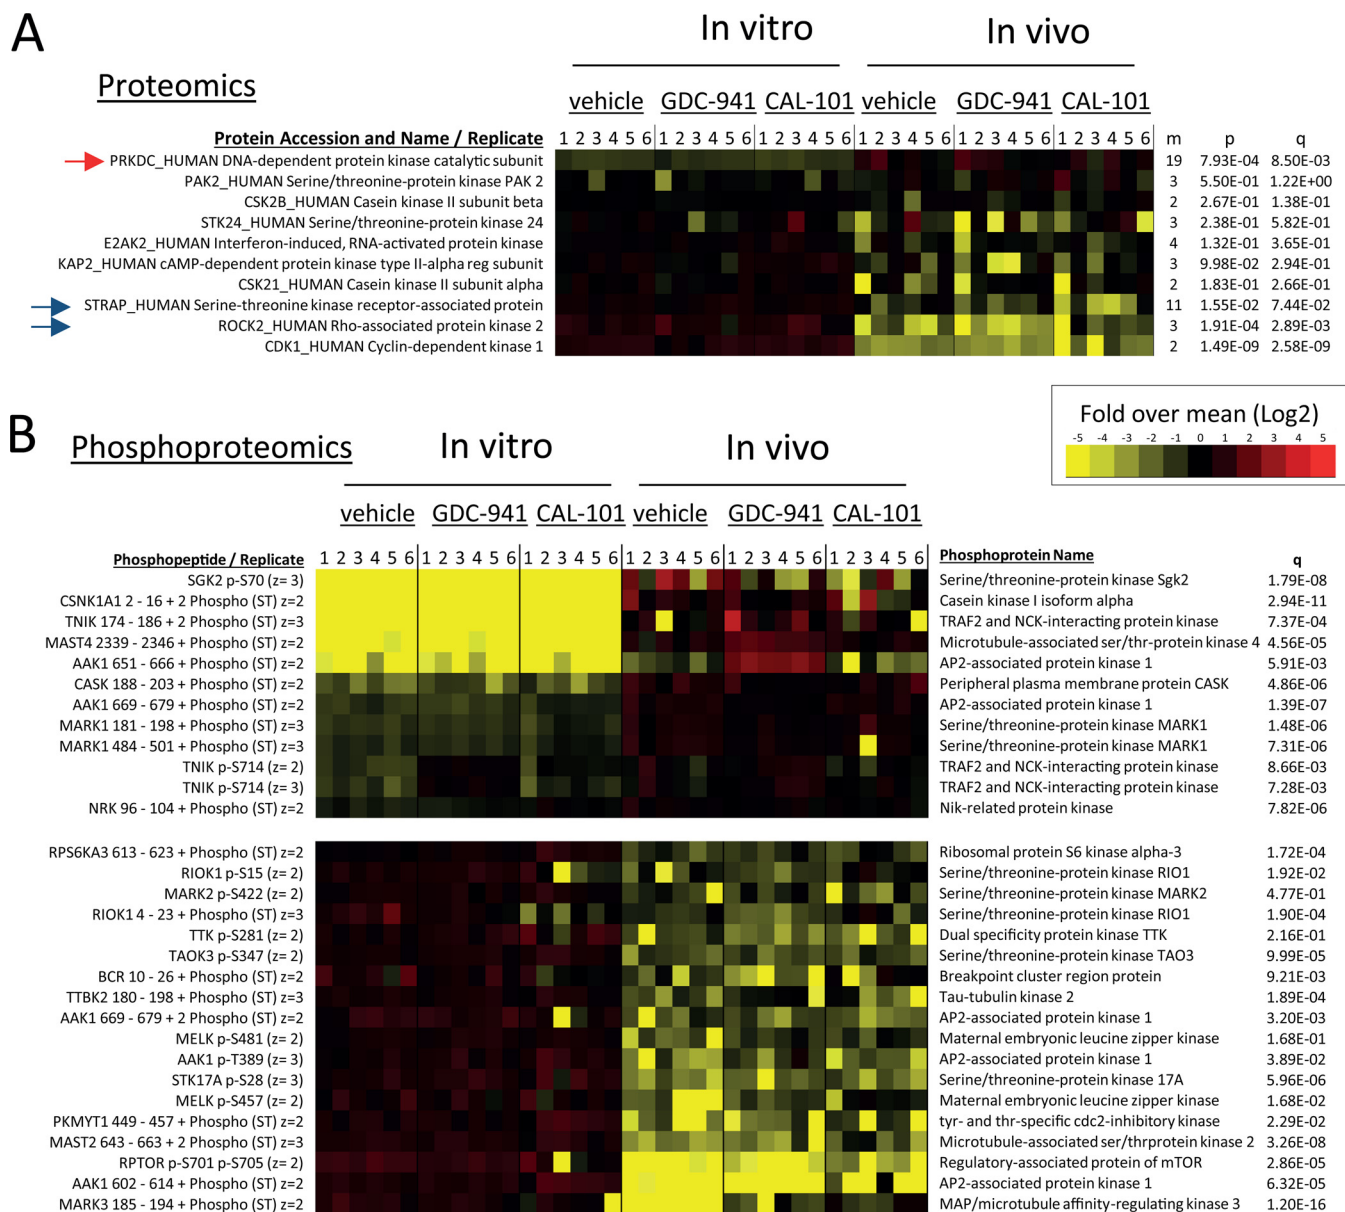 A
In vitro In vivo
Proteomics
vehicle GDC-941 CAL-101 vehicle GDC-941 CAL-101
Protein Accession and Name / Replicate 1 2 3 4 5 6 1 2 3 4 5 6 1 2 3 4 5 6 1 2 3 4 5 6 1 2 3 4 5 6 1 2 3 4 5 6 m p q
PRKDC_HUMAN DNA-dependent protein kinase catalytic subunit 19 7.93E-04 8.50E-03
PAK2_HUMAN Serine/threonine-protein kinase PAK 2 3 5.50E-01 1.22E+00
CSK2B_HUMAN Casein kinase II subunit beta 2 2.67E-01 1.38E-01
STK24_HUMAN Serine/threonine-protein kinase 24 3 2.38E-01 5.82E-01
E2AK2_HUMAN Interferon-induced, RNA-activated protein kinase 4 1.32E-01 3.65E-01
KAP2_HUMAN cAMP-dependent protein kinase type II-alpha reg subunit 3 9.98E-02 2.94E-01
CSK21_HUMAN Casein kinase II subunit alpha 2 1.83E-01 2.66E-01
STRAP_HUMAN Serine-threonine kinase receptor-associated protein 11 1.55E-02 7.44E-02
ROCK2_HUMAN Rho-associated protein kinase 2 3 1.91E-04 2.89E-03
CDK1_HUMAN Cyclin-dependent kinase 1 2 1.49E-09 2.58E-09
Fold over mean (Log2)
-5 -4 -3 -2 -1 0 1 2 3 4 5
B
Phosphoproteomics In vitro In vivo
vehicle GDC-941 CAL-101 vehicle GDC-941 CAL-101
Phosphopeptide / Replicate 1 2 3 4 5 6 1 2 3 4 5 6 1 2 3 4 5 6 1 2 3 4 5 6 1 2 3 4 5 6 1 2 3 4 5 6 Phosphoprotein Name q
SGK2 p-S70 (z= 3) Serine/threonine-protein kinase Sgk2 1.79E-08
CSNK1A1 2 - 16 + 2 Phospho (ST) z=2 Casein kinase I isoform alpha 2.94E-11
TNIK 174 - 186 + 2 Phospho (ST) z=3 TRAF2 and NCK-interacting protein kinase 7.37E-04
MAST4 2339 - 2346 + Phospho (ST) z=2 Microtubule-associated ser/thr-protein kinase 4 4.56E-05
AAK1 651 - 666 + Phospho (ST) z=2 AP2-associated protein kinase 1 5.91E-03
CASK 188 - 203 + Phospho (ST) z=2 Peripheral plasma membrane protein CASK 4.86E-06
AAK1 669 - 679 + Phospho (ST) z=2 AP2-associated protein kinase 1 1.39E-07
MARK1 181 - 198 + Phospho (ST) z=3 Serine/threonine-protein kinase MARK1 1.48E-06
MARK1 484 - 501 + Phospho (ST) z=3 Serine/threonine-protein kinase MARK1 7.31E-06
TNIK p-S714 (z= 2) TRAF2 and NCK-interacting protein kinase 8.66E-03
TNIK p-S714 (z= 3) TRAF2 and NCK-interacting protein kinase 7.28E-03
NRK 96 - 104 + Phospho (ST) z=2 Nik-related protein kinase 7.82E-06
RPS6KA3 613 - 623 + Phospho (ST) z=2 Ribosomal protein S6 kinase alpha-3 1.72E-04
RIOK1 p-S15 (z= 2) Serine/threonine-protein kinase RIO1 1.92E-02
MARK2 p-S422 (z= 2) Serine/threonine-protein kinase MARK2 4.77E-01
RIOK1 4 - 23 + Phospho (ST) z=3 Serine/threonine-protein kinase RIO1 1.90E-04
TTK p-S281 (z= 2) Dual specificity protein kinase TTK 2.16E-01
TAOK3 p-S347 (z= 2) Serine/threonine-protein kinase TAO3 9.99E-05
BCR 10 - 26 + Phospho (ST) z=2 Breakpoint cluster region protein 9.21E-03
TTBK2 180 - 198 + Phospho (ST) z=3 Tau-tubulin kinase 2 1.89E-04
AAK1 669 - 679 + 2 Phospho (ST) z=2 AP2-associated protein kinase 1 3.20E-03
MELK p-S481 (z= 2) Maternal embryonic leucine zipper kinase 1.68E-01
AAK1 p-T389 (z= 3) AP2-associated protein kinase 1 3.89E-02
STK17A p-S28 (z= 3) Serine/threonine-protein kinase 17A 5.96E-06
MELK p-S457 (z= 2) Maternal embryonic leucine zipper kinase 1.68E-02
PKMYT1 449 - 457 + Phospho (ST) z=2 tyr- and thr-specific cdc2-inhibitory kinase 2.29E-02
MAST2 643 - 663 + 2 Phospho (ST) z=3 Microtubule-associated ser/thrprotein kinase 2 3.26E-08
RPTOR p-S701 p-S705 (z= 2) Regulatory-associated protein of mTOR 2.86E-05
AAK1 602 - 614 + Phospho (ST) z=2 AP2-associated protein kinase 1 6.32E-05
MARK3 185 - 194 + Phospho (ST) z=2 MAP/microtubule affinity-regulating kinase 3 1.20E-16